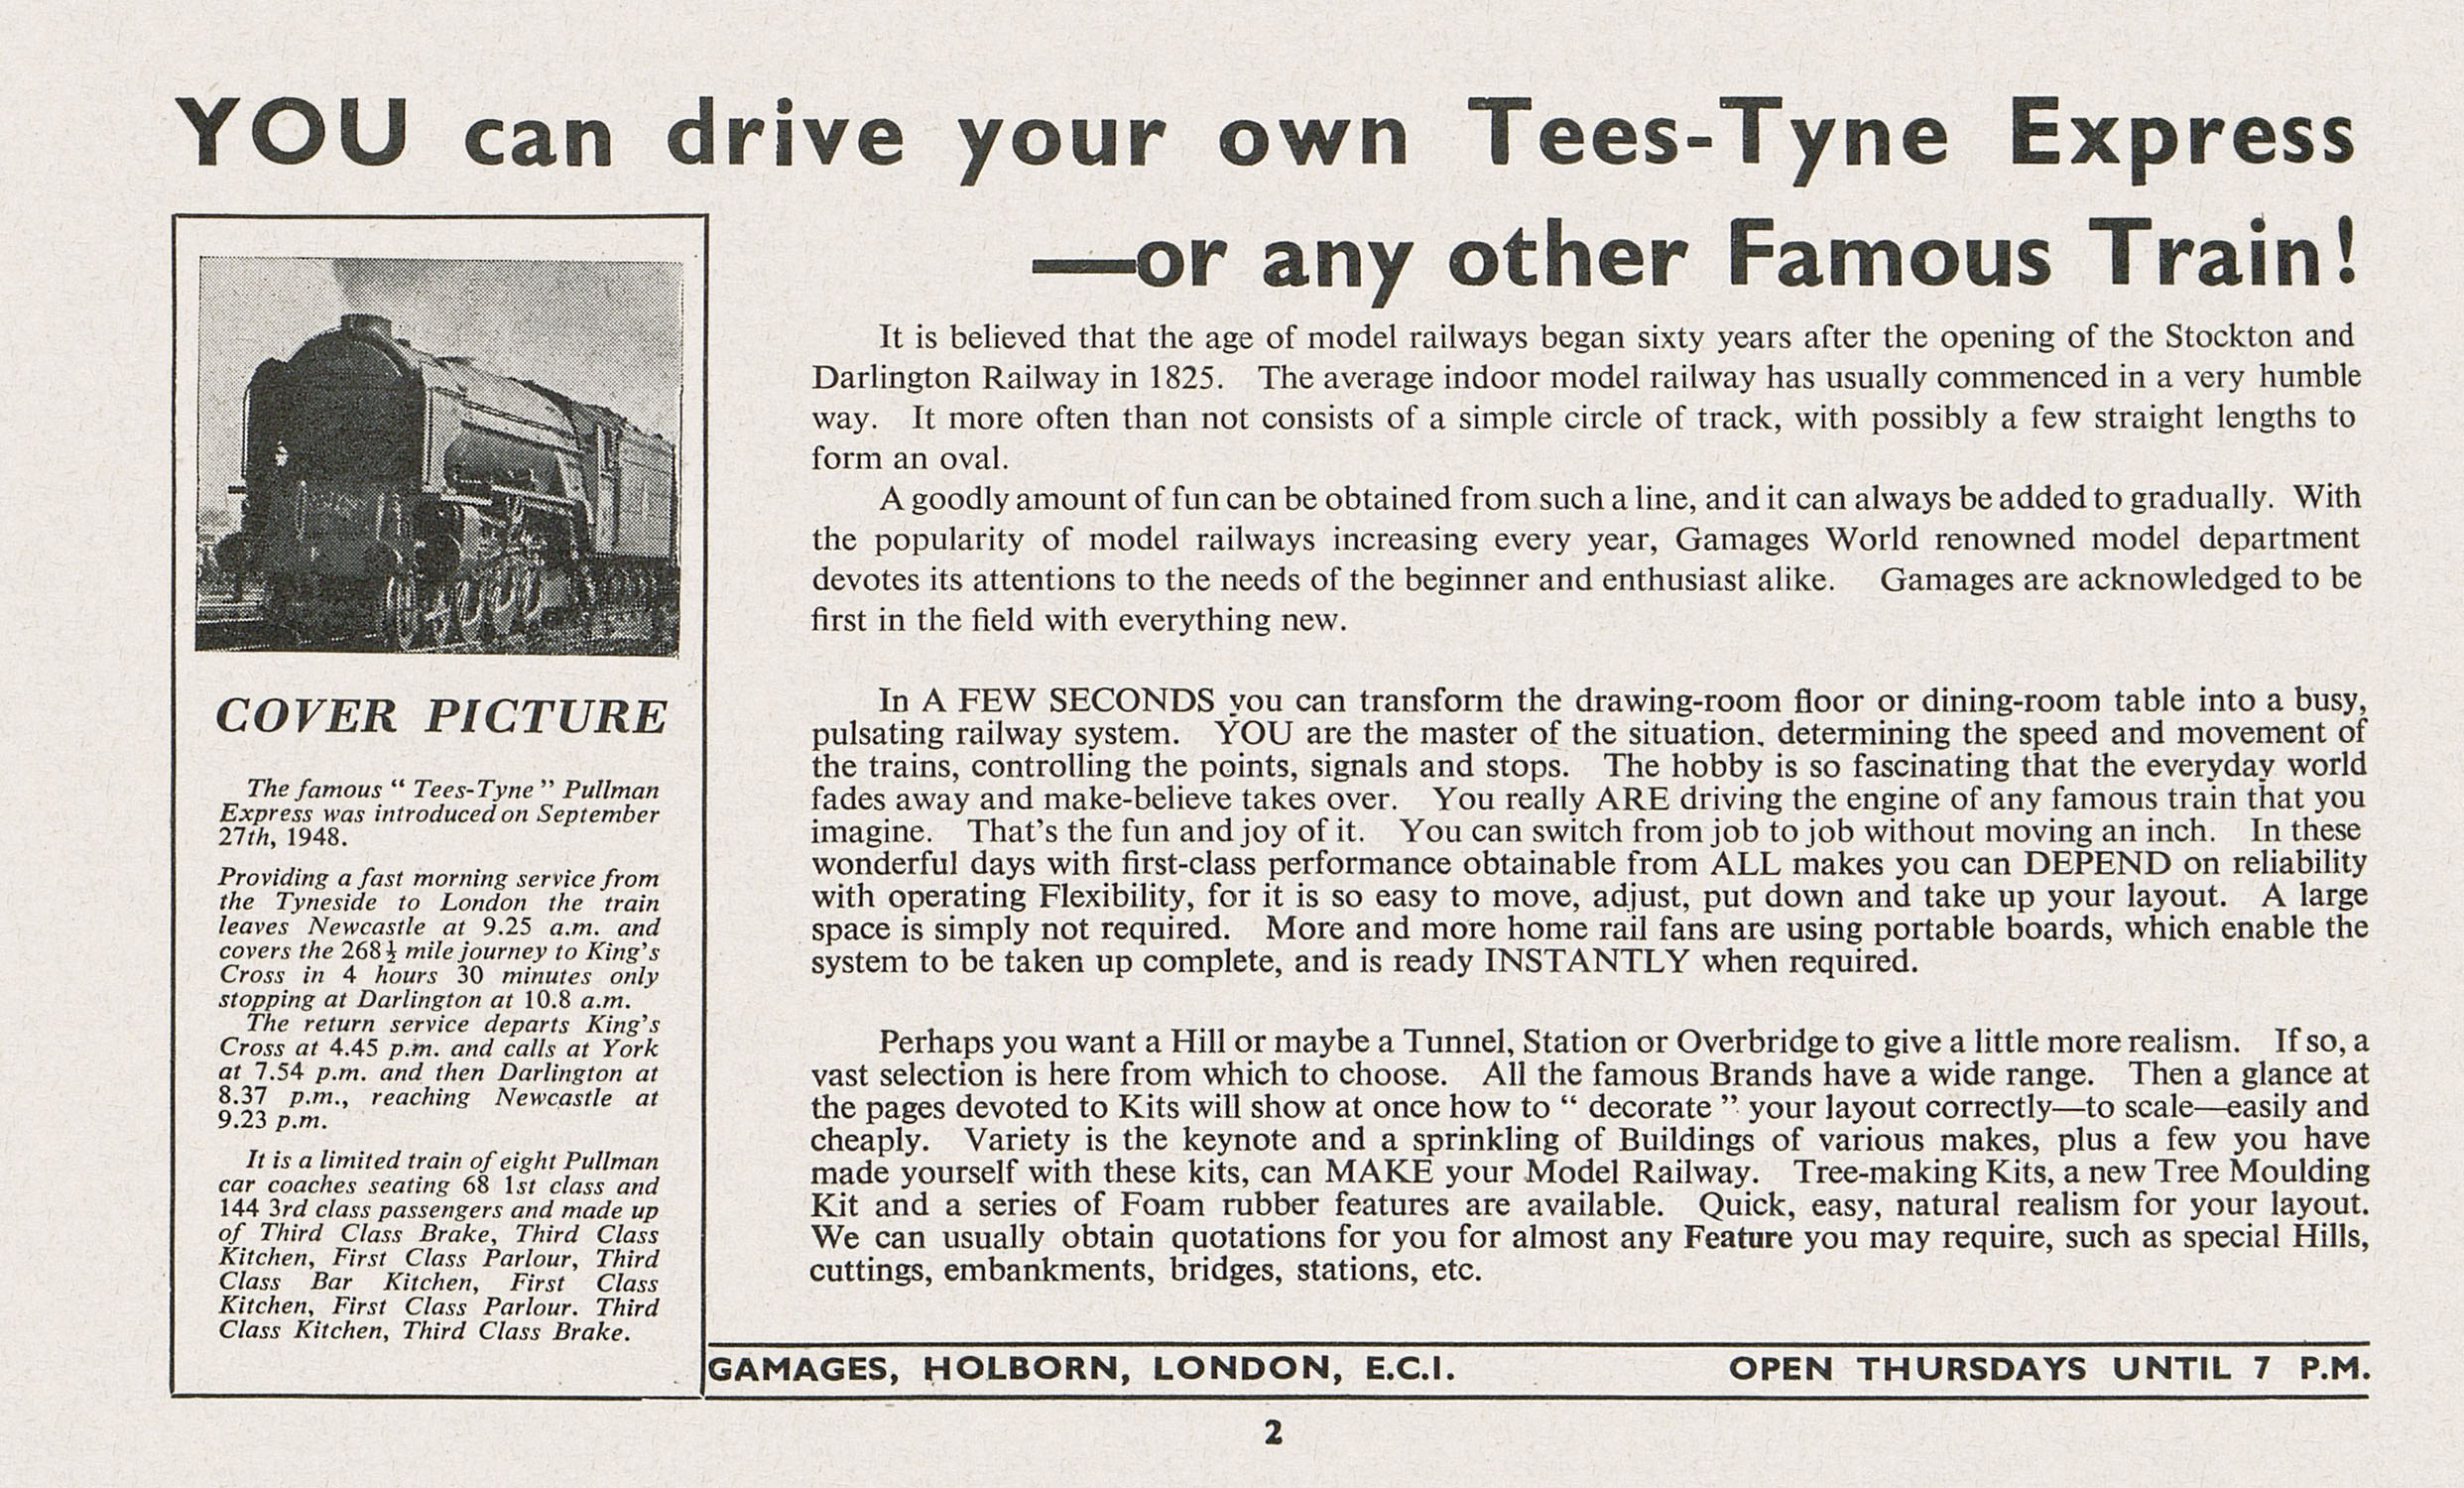 YOU can drive your own Tees-Tyne Express
—or any other Famous Train!
COVER PICTURE
The famous “ Tees-Tyne ” Pullman
Express was introduced on September
27th, 1948.
Providing a fast morning service from
the Tyneside to London the train
leaves Newcastle at 9.25 a.m. and
covers the 268½ mile journey to King's
Cross in 4 hours 30 minutes only
stopping at Darlington at 10.8 a.m.
The return service departs King's
Cross at 4.45 p.m. and calls at York
at 7.54 p.m. and then Darlington at
8.37 p.m., reaching Newcastle at
9.23 p.m.
It is a limited train of eight Pullman
car coaches seating 68 1st class and
144 3rd class passengers and made up
of Third Class Brake, Third Class
Kitchen, First Class Parlour, Third
Class Bar Kitchen, First Class
Kitchen, First Class Parlour. Third
Class Kitchen, Third Class Brake.
It is believed that the age of model railways began sixty years after the opening of the Stockton and
Darlington Railway in 1825. The average indoor model railway has usually commenced in a very humble
way. It more often than not consists of a simple circle of track, with possibly a few straight lengths to
form an oval.
A goodly amount of fun can be obtained from such a line, and it can always be added to gradually. With
the popularity of model railways increasing every year, Gamages World renowned model department
devotes its attentions to the needs of the beginner and enthusiast alike. Gamages are acknowledged to be
first in the field with everything new.
In A FEW SECONDS you can transform the drawing-room floor or dining-room table into a busy,
pulsating railway system. YOU are the master of the situation, determining the speed and movement of
the trains, controlling the points, signals and stops. The hobby is so fascinating that the everyday world
fades away and make-believe takes over. You really ARE driving the engine of any famous train that you
imagine. That's the fun and joy of it. You can switch from job to job without moving an inch. In these
wonderful days with first-class performance obtainable from ALL makes you can DEPEND on reliability
with operating Flexibility, for it is so easy to move, adjust, put down and take up your layout. A large
space is simply not required. More and more home rail fans are using portable boards, which enable the
system to be taken up complete, and is ready INSTANTLY when required.
Perhaps you want a Hill or maybe a Tunnel, Station or Overbridge to give a little more realism. If so, a
vast selection is here from which to choose. All the famous Brands have a wide range. Then a glance at
the pages devoted to Kits will show at once how to “ decorate ” your layout correctly—to scale—easily and
cheaply. Variety is the keynote and a sprinkling of Buildings of various makes, plus a few you have
made yourself with these kits, can MAKE your Model Railway. Tree-making Kits, a new Tree Moulding
Kit and a series of Foam rubber features are available. Quick, easy, natural realism for your layout.
We can usually obtain quotations for you for almost any Feature you may require, such as special Hills,
cuttings, embankments, bridges, stations, etc.
GAMAGES, HOLBORN, LONDON, E.C.I. OPEN THURSDAYS UNTIL 7 P.M.
2